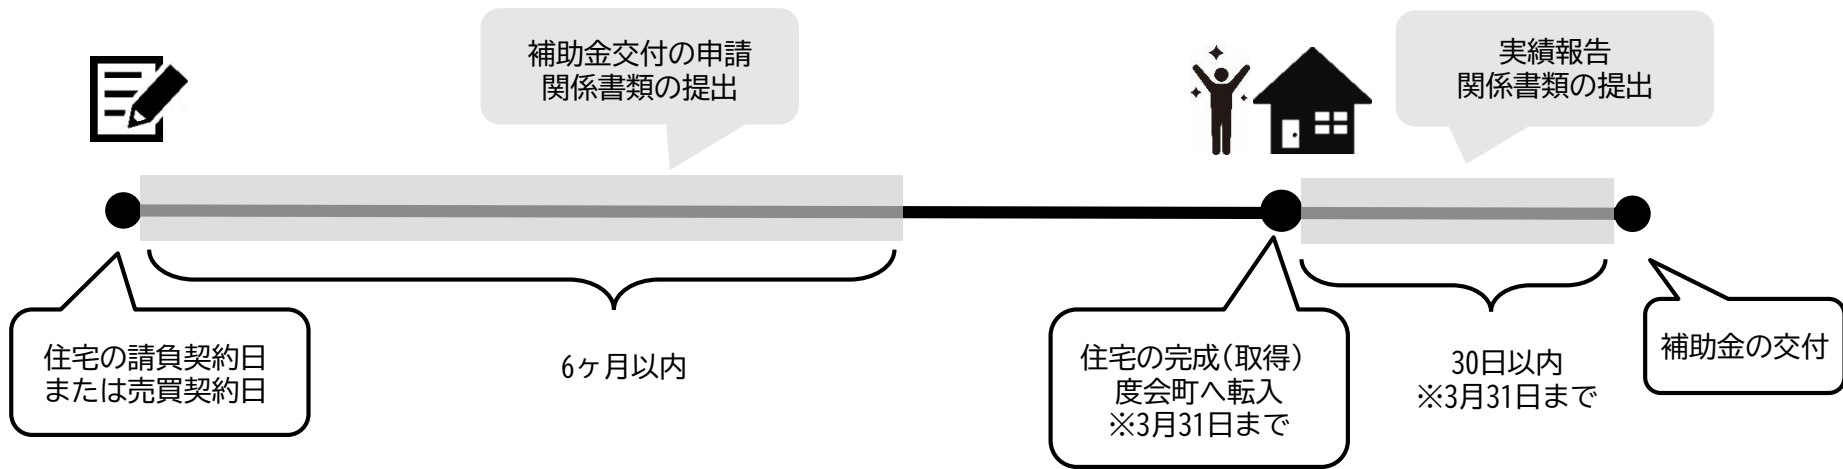 補助金交付の申請
関係書類の提出
実績報告
関係書類の提出
住宅の請負契約日
または売買契約日
6ヶ月以内
住宅の完成(取得)
度会町へ転入
※3月31日まで
30日以内
※3月31日まで
補助金の交付